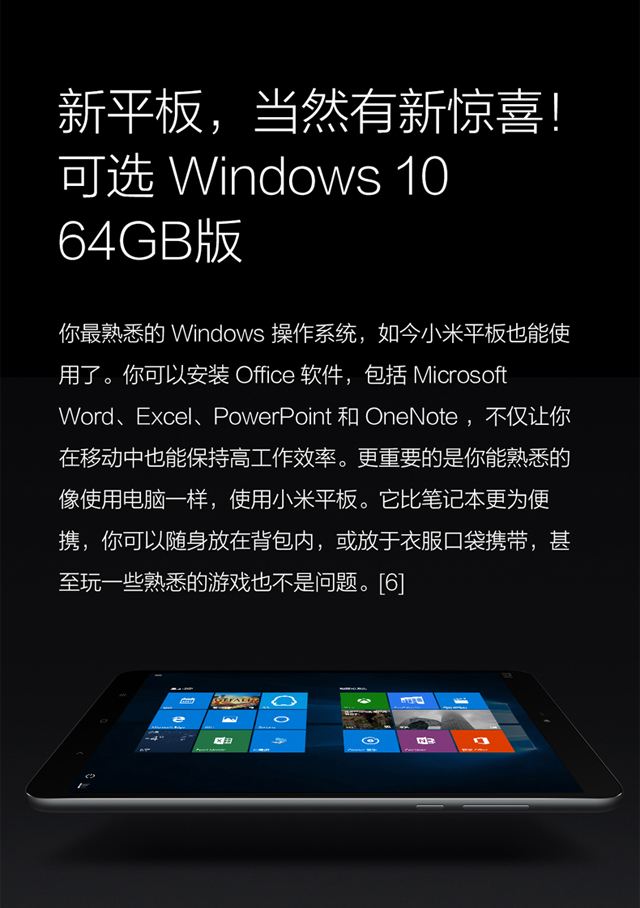 新平板，当然有新惊喜！
可选 Windows 10
64GB版
你最熟悉的 Windows 操作系统，如今小米平板也能使
用了。你可以安装 Office 软件，包括 Microsoft
Word、Excel、PowerPoint 和 OneNote ，不仅让你
在移动中也能保持高工作效率。更重要的是你能熟悉的
像使用电脑一样，使用小米平板。它比笔记本更为便
携，你可以随身放在背包内，或放于衣服口袋携带，甚
至玩一些熟悉的游戏也不是问题。[6]
Microsoft Edge